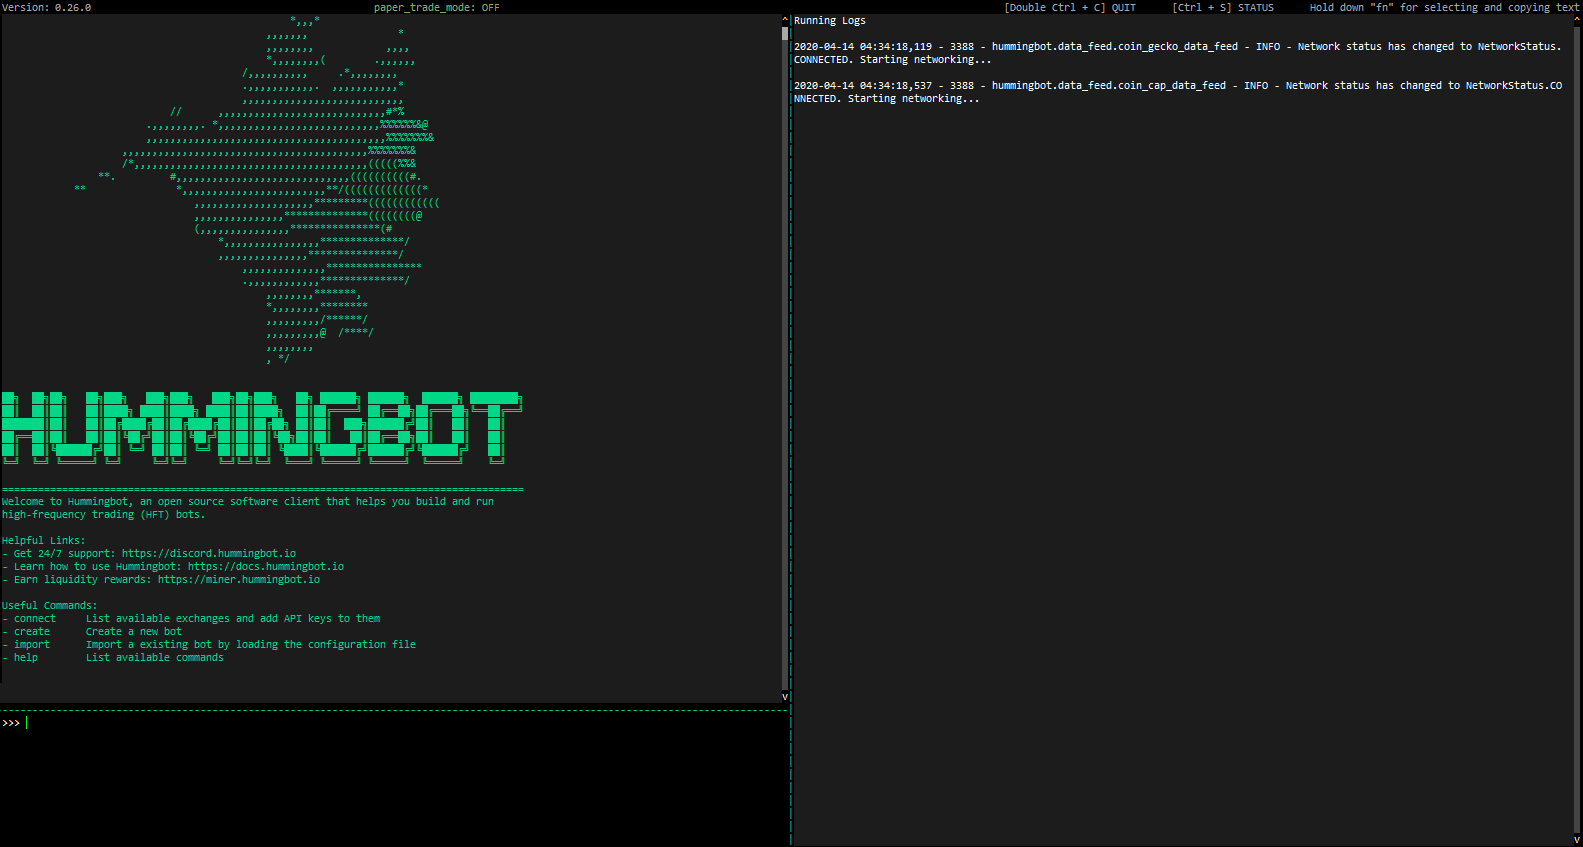 Version: 0.26.0 paper_trade_mode: OFF [Double Ctrl + C] QUIT [Ctrl + S] STATUS Hold down "fn" for selecting and copying text
HUMMINGBOT
Welcome to Hummingbot, an open source software client that helps you build and run
high-frequency trading (HFT) bots.
Helpful Links:
- Get 24/7 support: https://discord.hummingbot.io
- Learn how to use Hummingbot: https://docs.hummingbot.io
- Earn liquidity rewards: https://miner.hummingbot.io
Useful Commands:
- connect List available exchanges and add API keys to them
- create Create a new bot
- import Import a existing bot by loading the configuration file
- help List available commands
>>>
Running Logs
2020-04-14 04:34:18,119 - 3388 - hummingbot.data_feed.coin_gecko_data_feed - INFO - Network status has changed to NetworkStatus.
CONNECTED. Starting networking...
2020-04-14 04:34:18,537 - 3388 - hummingbot.data_feed.coin_cap_data_feed - INFO - Network status has changed to NetworkStatus.CO
NNECTED. Starting networking...